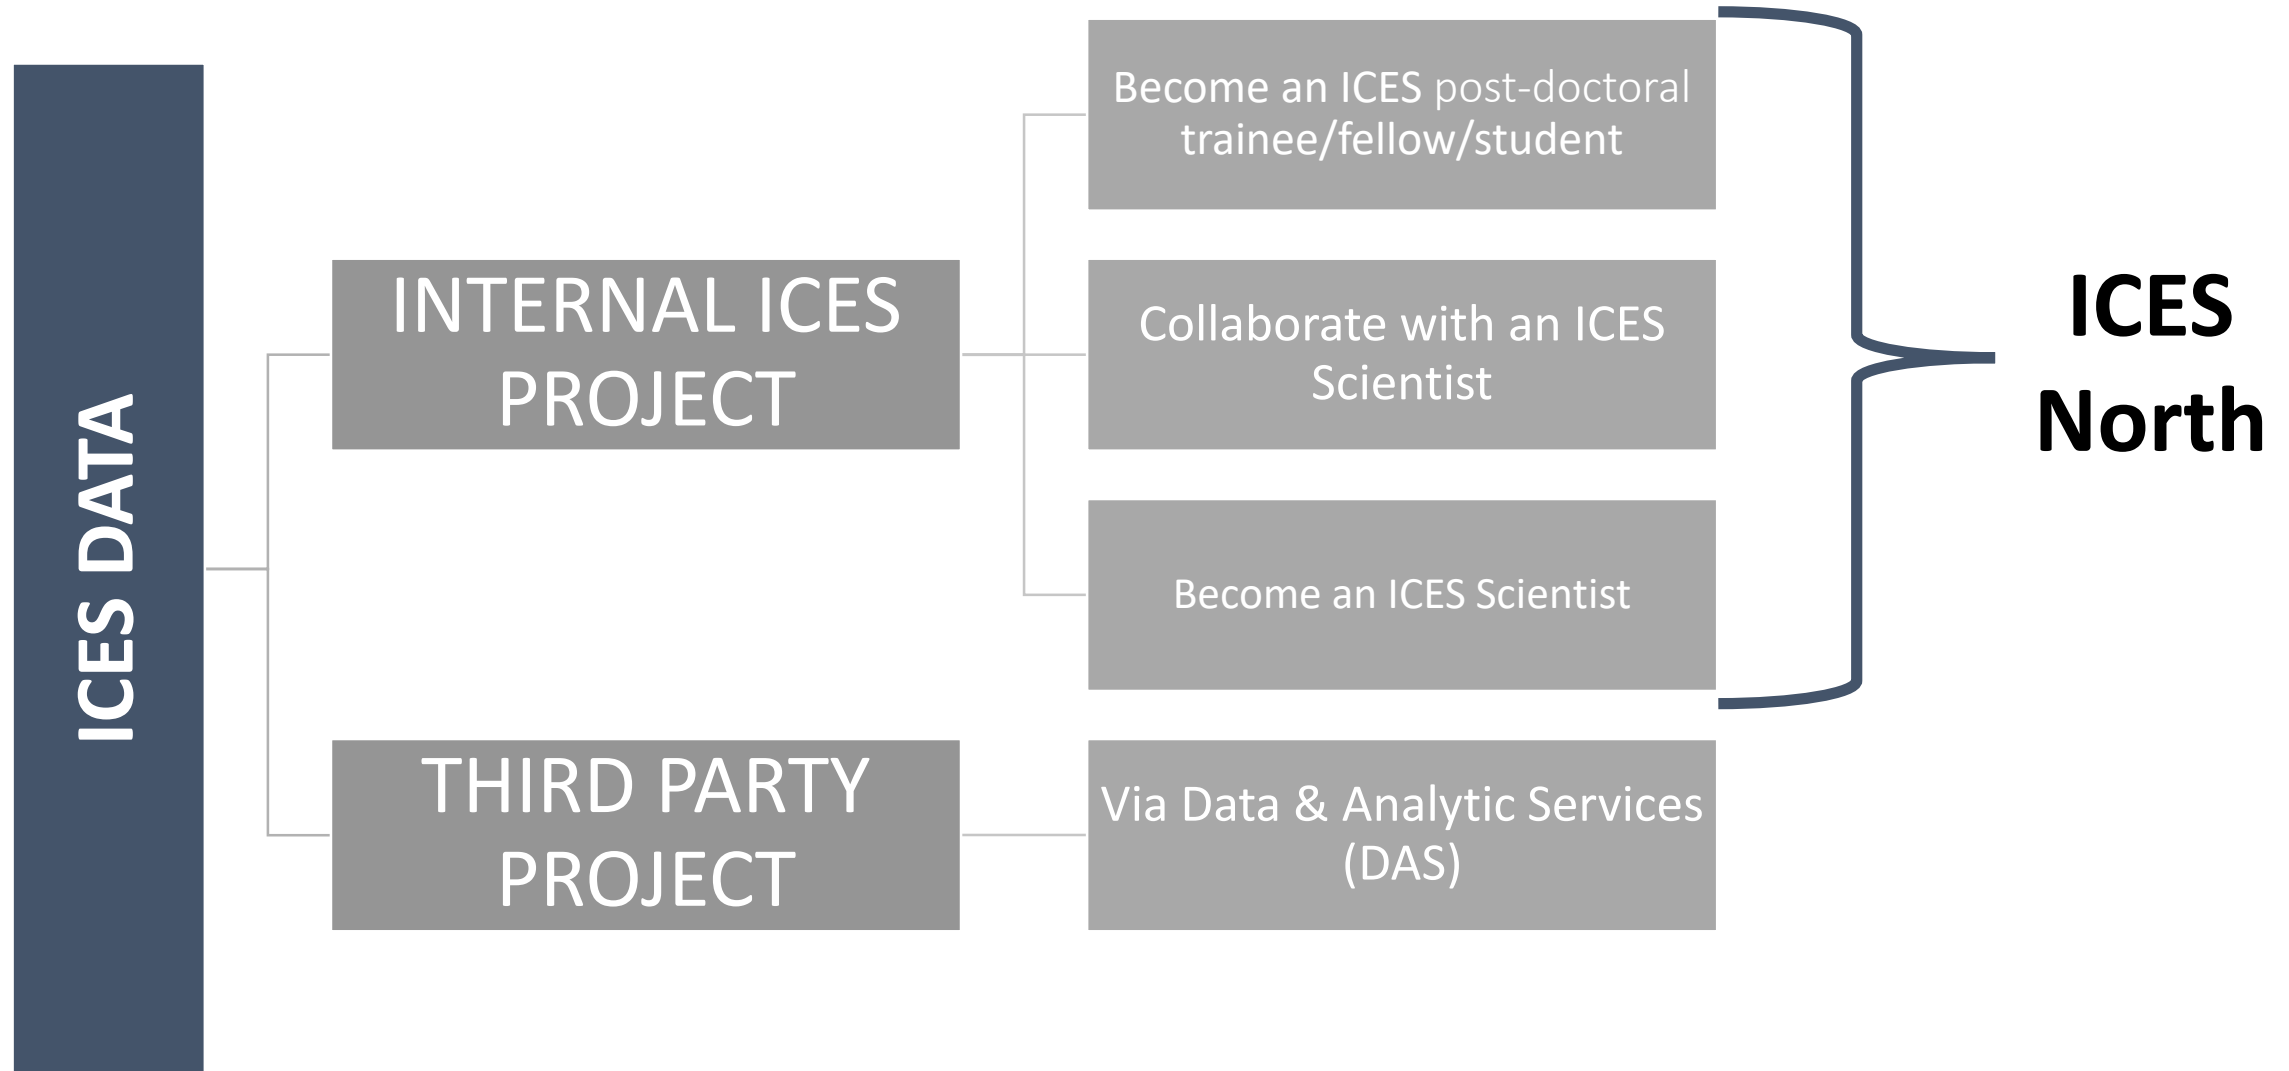 ICES DATA
INTERNAL ICES
PROJECT
THIRD PARTY
PROJECT
Become an ICES post-doctoral
trainee/fellow/student
Collaborate with an ICES
Scientist
Become an ICES Scientist
Via Data & Analytic Services
(DAS)
ICES
North